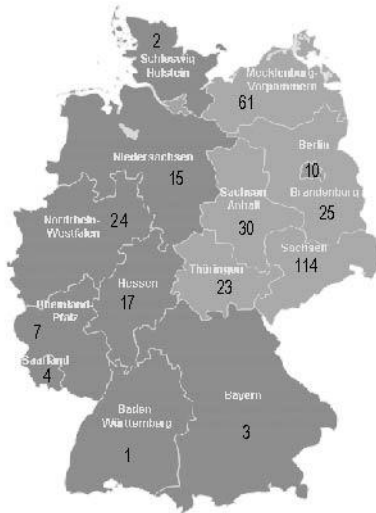 2
Schleswig
Holstein
Mecklenburg-
Vorpommern
61
Niedersachsen
15
Berlin
10
Brandenburg
25
Sachsen
Anhalt
30
Nordrhein-
Westfalen
24
Sachsen
114
Thüringen
23
Hessen
17
Rheinland-
Pfalz
7
Saarland
4
Bayern
3
Baden
Württemberg
1